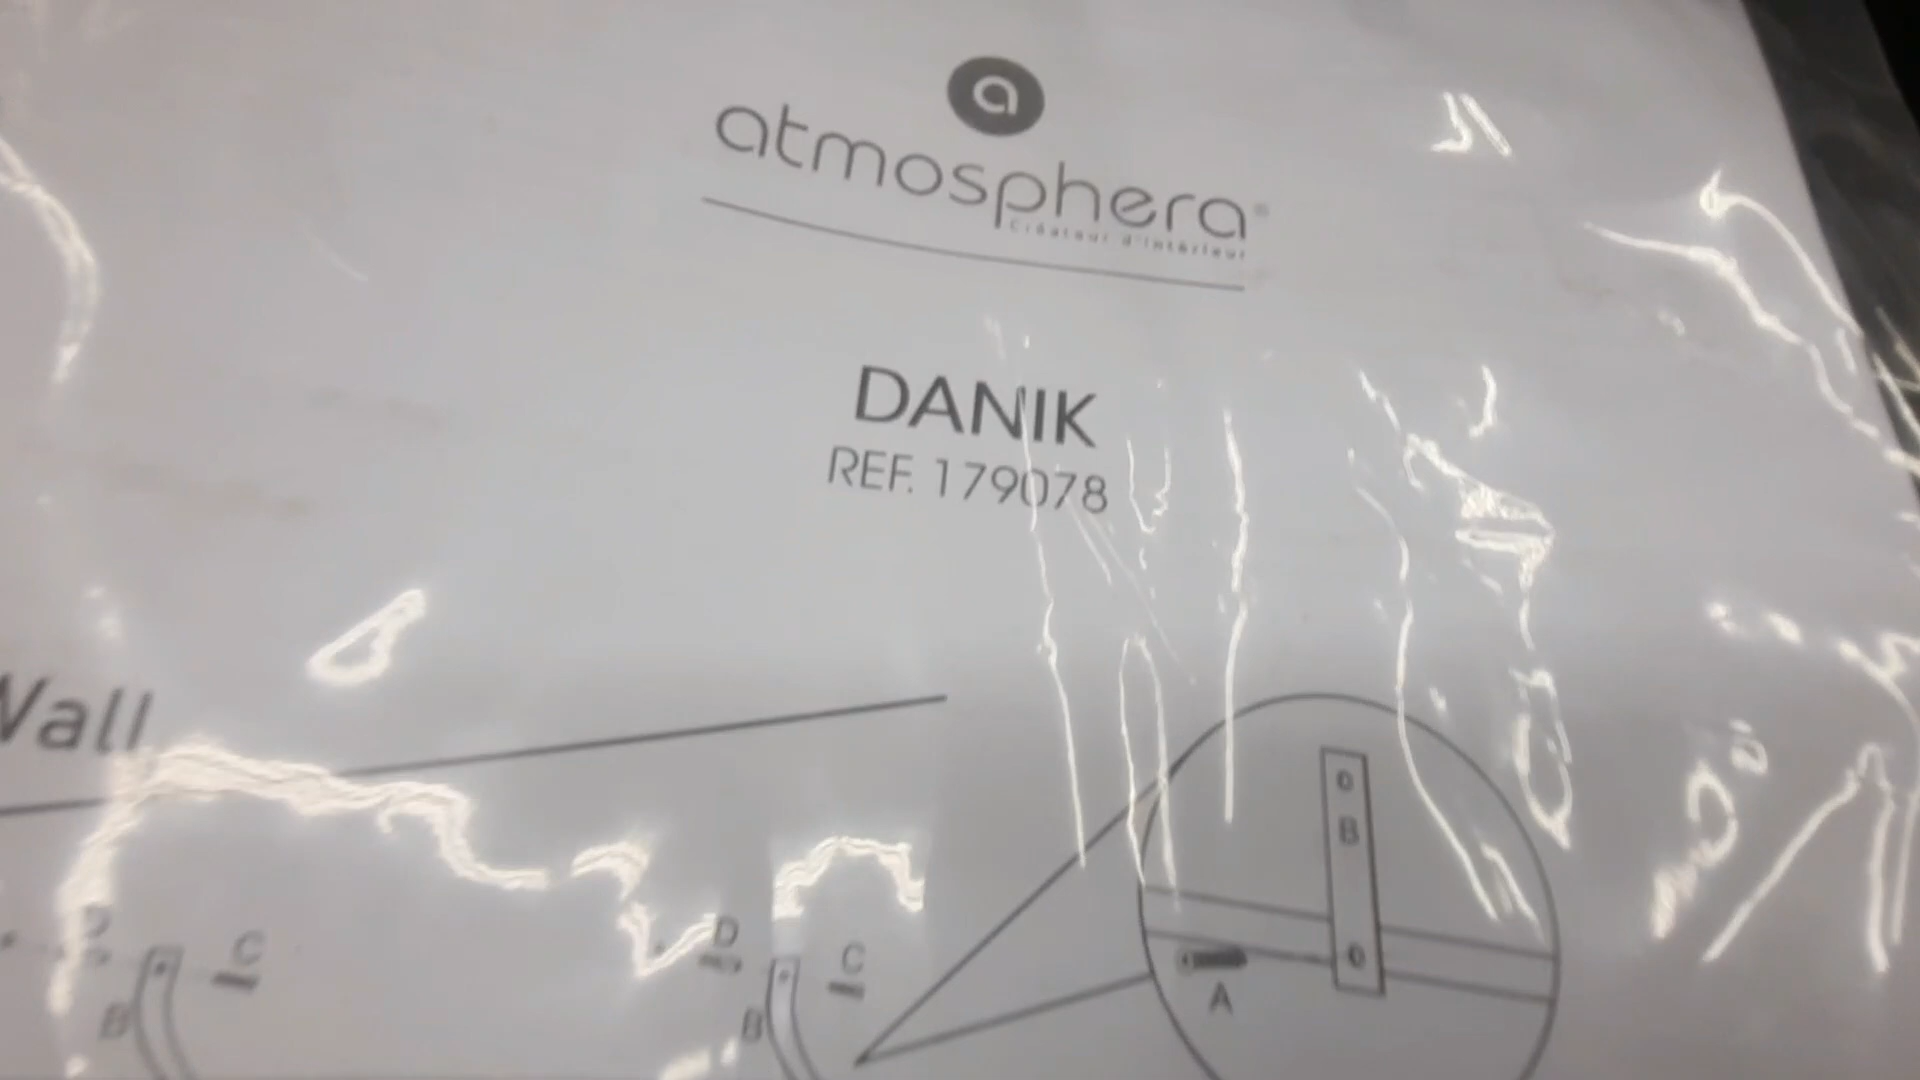 a
atmosphera®
Créateur d'intérieur
DANIK
REF. 179078
Wall
B
D
C
D
C
B
B
A